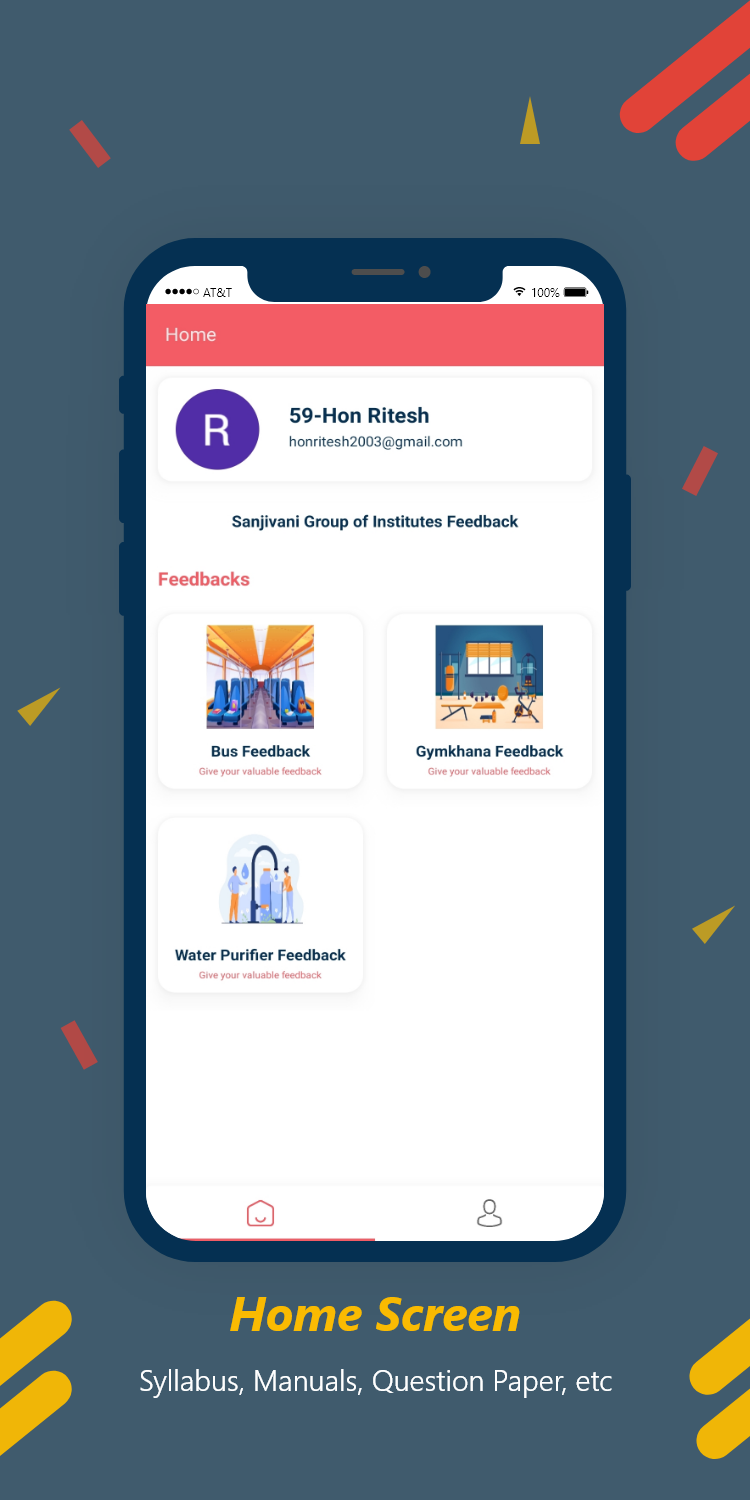 AT&T
100%
Home
R
59-Hon Ritesh
honritesh2003@gmail.com
Sanjivani Group of Institutes Feedback
Feedbacks
Bus Feedback
Give your valuable feedback
Gymkhana Feedback
Give your valuable feedback
Water Purifier Feedback
Give your valuable feedback
Home Screen
Syllabus, Manuals, Question Paper, etc